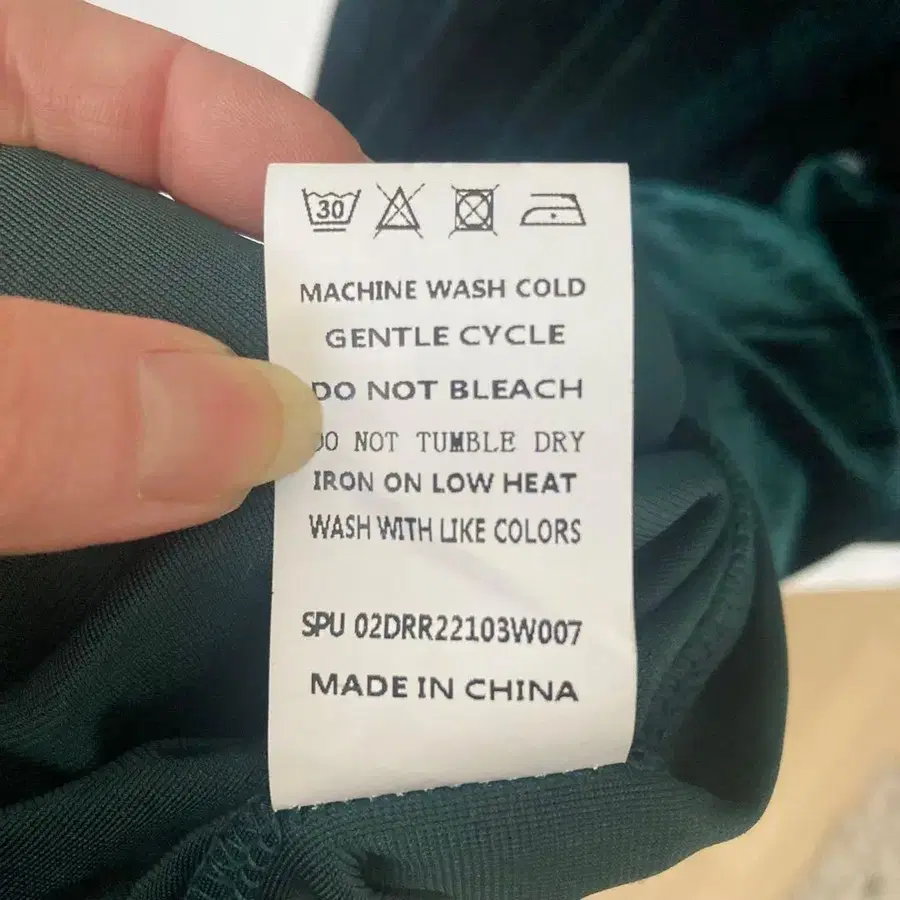 30
MACHINE WASH COLD
GENTLE CYCLE
DO NOT BLEACH
DO NOT TUMBLE DRY
IRON ON LOW HEAT
WASH WITH LIKE COLORS
SPU 02DRR22103W007
MADE IN CHINA